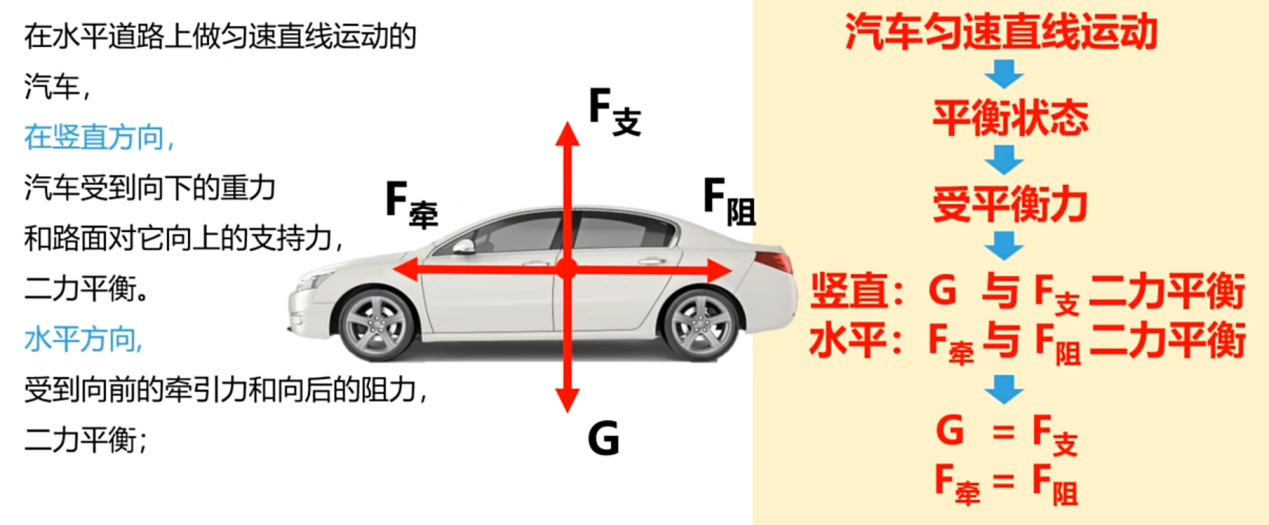 在水平道路上做匀速直线运动的
汽车，
在竖直方向，
汽车受到向下的重力
和路面对它向上的支持力，
二力平衡。
水平方向,
受到向前的牵引力和向后的阻力，
二力平衡；
F支
F牵
F阻
G
汽车匀速直线运动
平衡状态
受平衡力
竖直：G 与 F支 二力平衡
水平：F牵 与 F阻 二力平衡
G = F支
F牵 = F阻